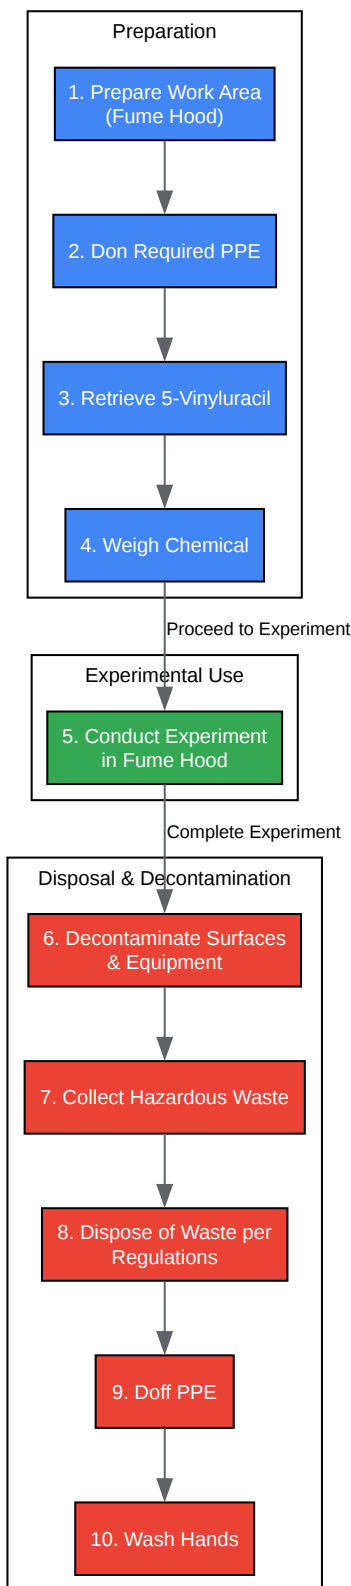 Preparation
1. Prepare Work Area
(Fume Hood)
2. Don Required PPE
3. Retrieve 5-Vinyluracil
4. Weigh Chemical
Proceed to Experiment
Experimental Use
5. Conduct Experiment
in Fume Hood
Complete Experiment
Disposal & Decontamination
6. Decontaminate Surfaces
& Equipment
7. Collect Hazardous Waste
8. Dispose of Waste per
Regulations
9. Doff PPE
10. Wash Hands